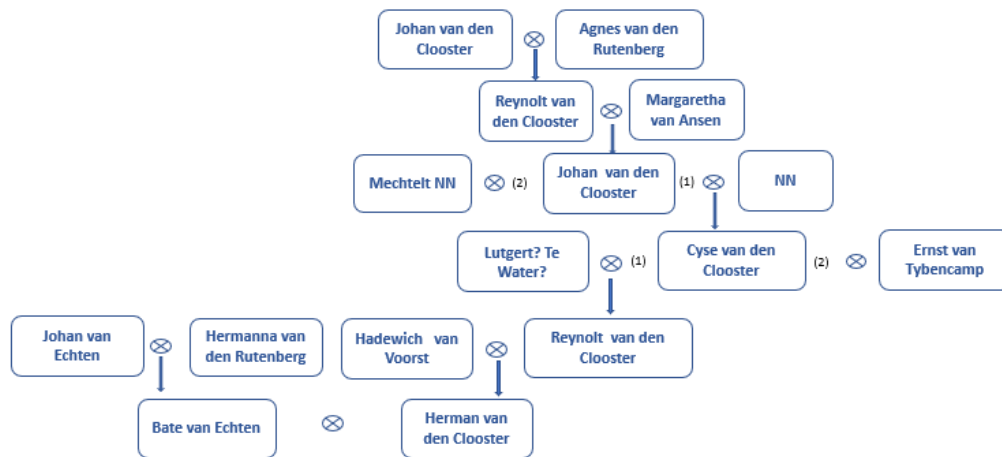 Johan van den
Clooster
Agnes van den
Rutenberg
Reynolt van
den Clooster
Margaretha
van Ansen
Mechtelt NN
(2)
Johan van den
Clooster
(1)
NN
Lutgert? Te
Water?
(1)
Cyse van den
Clooster
(2)
Ernst van
Tybencamp
Johan van
Echten
Hermanna van
den Rutenberg
Hadewich van
Voorst
Reynolt van den
Clooster
Bate van Echten
Herman van
den Clooster